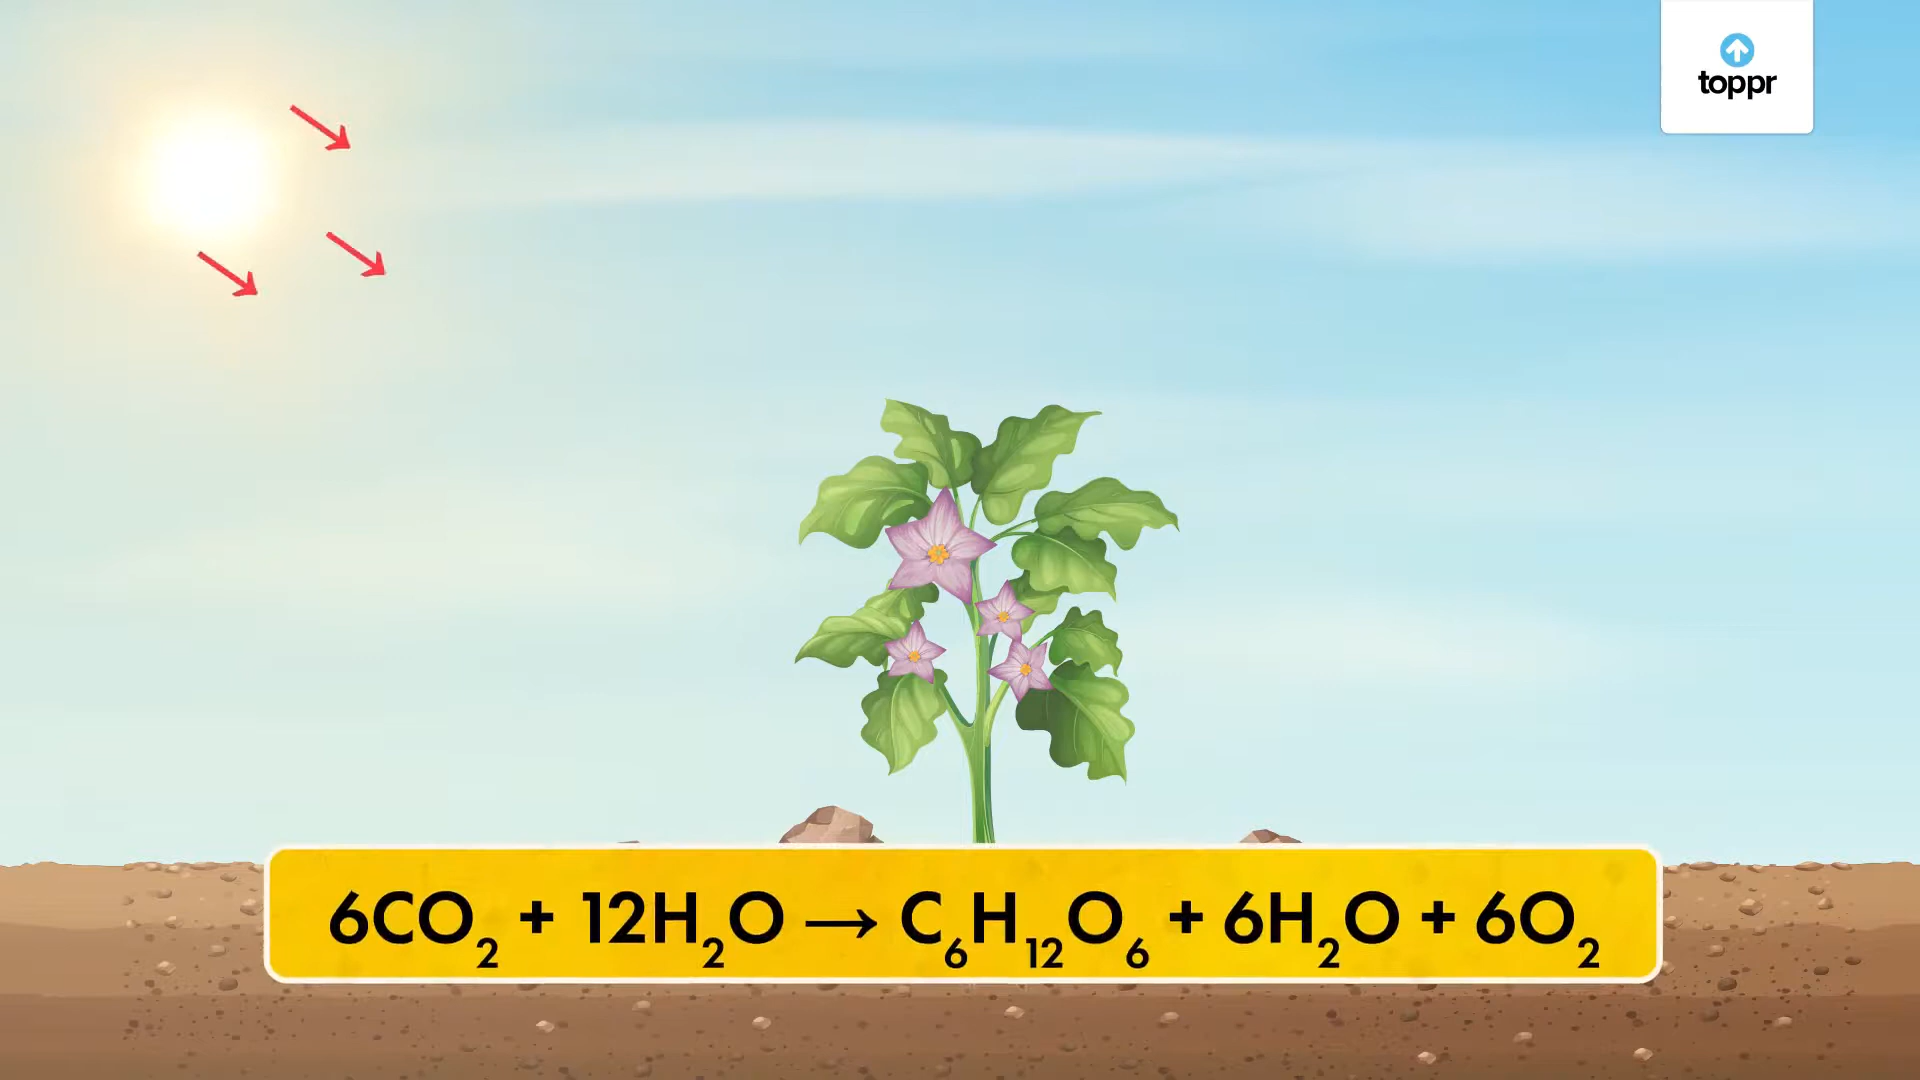 toppr
6CO₂ + 12H₂O → C₆H₁₂O₆ + 6H₂O + 6O₂